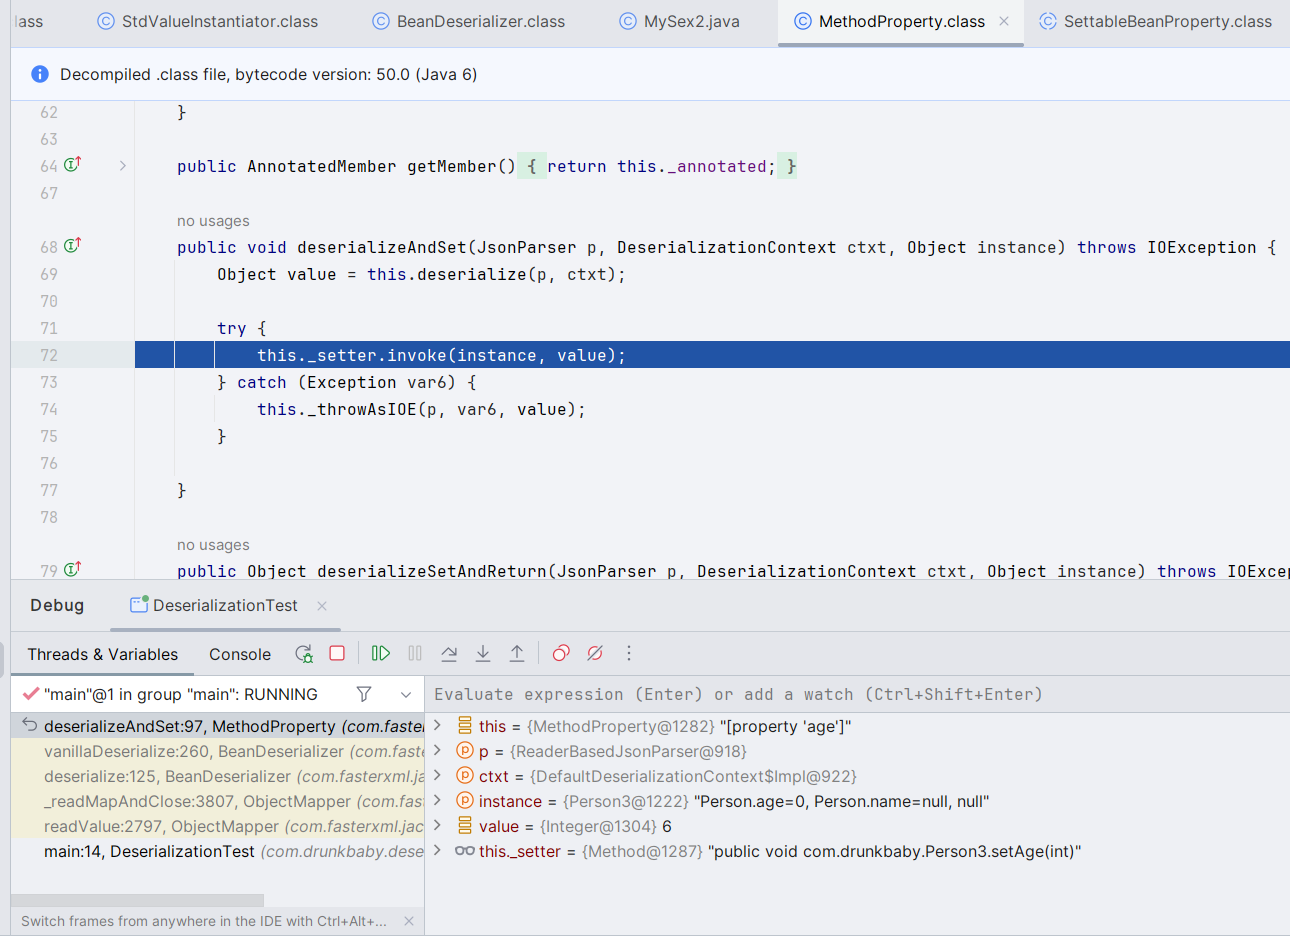 lass StdValueInstantiator.class BeanDeserializer.class MySex2.java MethodProperty.class SettableBeanProperty.class
Decompiled .class file, bytecode version: 50.0 (Java 6)
62 }
63
64 public AnnotatedMember getMember() { return this._annotated; }
67
no usages
68 public void deserializeAndSet(JsonParser p, DeserializationContext ctxt, Object instance) throws IOException {
69 Object value = this.deserialize(p, ctxt);
70
71 try {
72 this._setter.invoke(instance, value);
73 } catch (Exception var6) {
74 this._throwAsIOE(p, var6, value);
75 }
76
77 }
78
no usages
79 public Object deserializeSetAndReturn(JsonParser p, DeserializationContext ctxt, Object instance) throws IOExcep
Debug DeserializationTest
Threads & Variables Console
"main"@1 in group "main": RUNNING
Evaluate expression (Enter) or add a watch (Ctrl+Shift+Enter)
deserializeAndSet:97, MethodProperty (com.faster
this = {MethodProperty@1282} "[property 'age']"
vanillaDeserialize:260, BeanDeserializer (com.fast
p = {ReaderBasedJsonParser@918}
deserialize:125, BeanDeserializer (com.fasterxml.ja
ctxt = {DefaultDeserializationContext$Impl@922}
_readMapAndClose:3807, ObjectMapper (com.fas
instance = {Person3@1222} "Person.age=0, Person.name=null, null"
readValue:2797, ObjectMapper (com.fasterxml.jac
value = {Integer@1304} 6
main:14, DeserializationTest (com.drunkbaby.dese
this._setter = {Method@1287} "public void com.drunkbaby.Person3.setAge(int)"
Switch frames from anywhere in the IDE with Ctrl+Alt+...